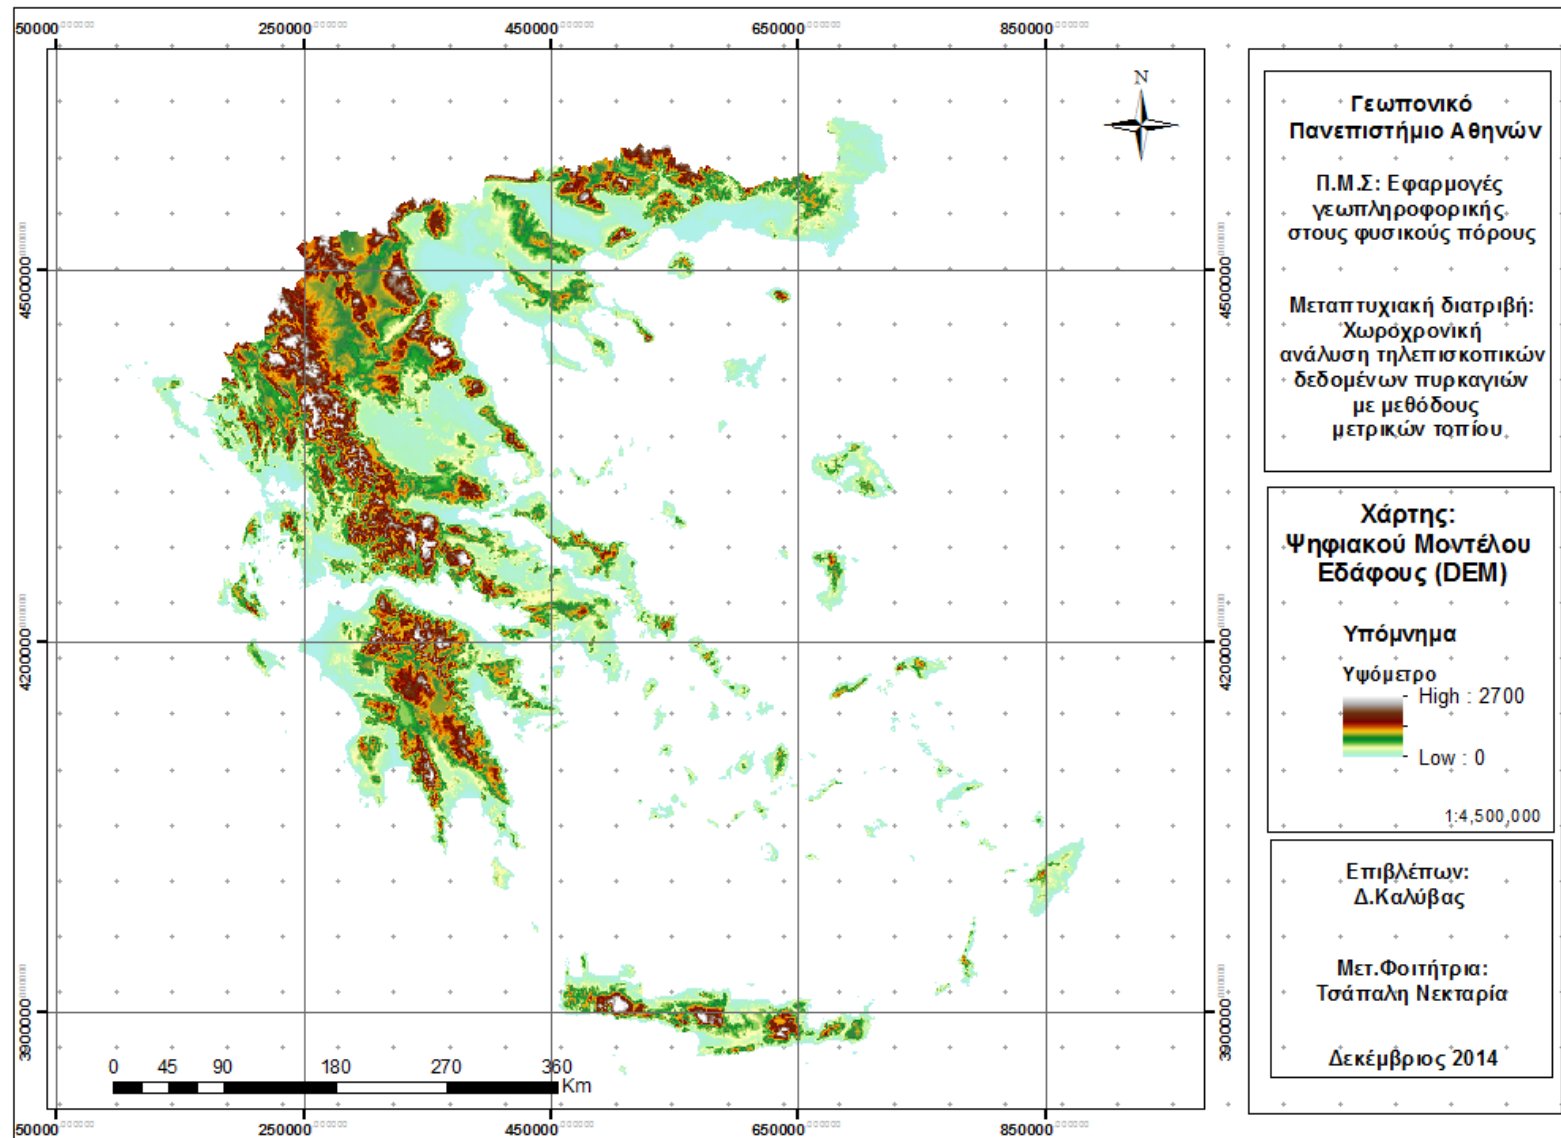 50000 250000 450000 650000 850000
N
4500000
4200000
3900000
4500000
4200000
3900000
0 45 90 180 270 360
Km
50000 250000 450000 650000 850000
Γεωπονικό
Πανεπιστήμιο Αθηνών
Π.Μ.Σ: Εφαρμογές
γεωπληροφορικής
στους φυσικούς πόρους
Μεταπτυχιακή διατριβή:
Χωροχρονική
ανάλυση τηλεπισκοπικών
δεδομένων πυρκαγιών
με μεθόδους
μετρικών τοπίου
Χάρτης:
Ψηφιακού Μοντέλου
Εδάφους (DEM)
Υπόμνημα
Υψόμετρο
High : 2700
Low : 0
1:4,500,000
Επιβλέπων:
Δ.Καλύβας
Μετ.Φοιτήτρια:
Τσάπαλη Νεκταρία
Δεκέμβριος 2014